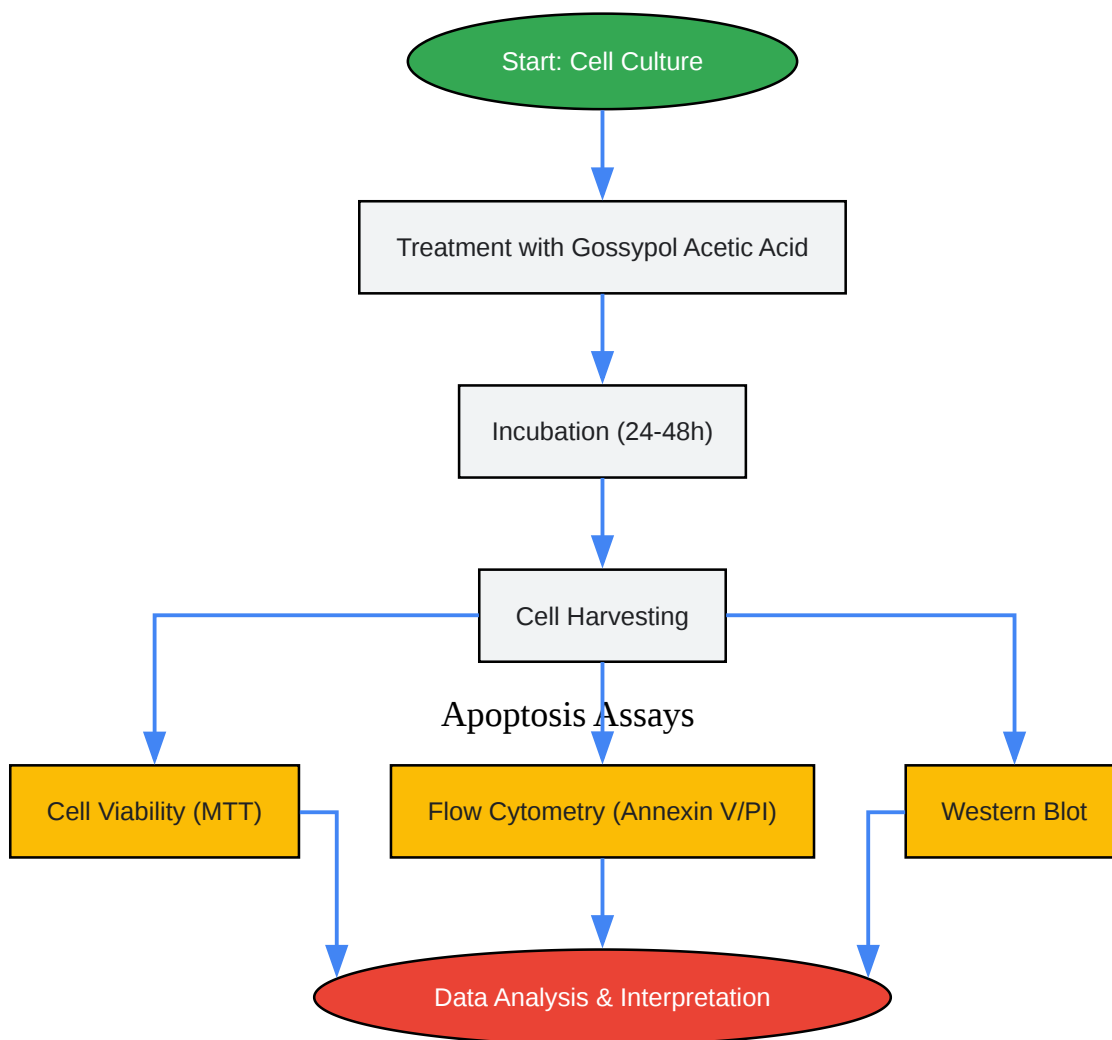 Start: Cell Culture
Treatment with Gossypol Acetic Acid
Incubation (24-48h)
Cell Harvesting
Apoptosis Assays
Cell Viability (MTT)
Flow Cytometry (Annexin V/PI)
Western Blot
Data Analysis & Interpretation